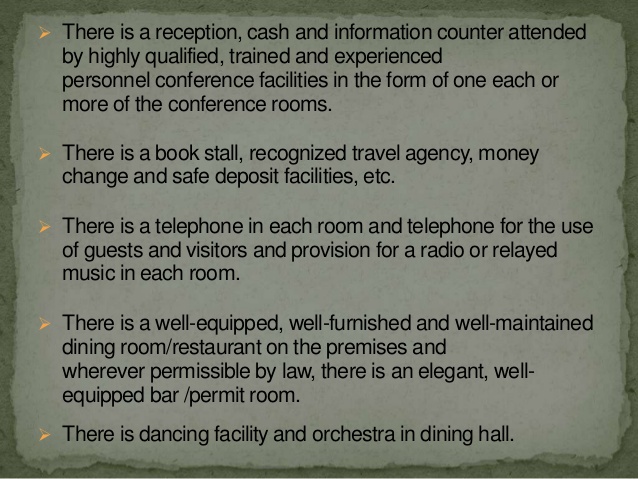 There is a reception, cash and information counter attended
by highly qualified, trained and experienced
personnel conference facilities in the form of one each or
more of the conference rooms.
There is a book stall, recognized travel agency, money
change and safe deposit facilities, etc.
There is a telephone in each room and telephone for the use
of guests and visitors and provision for a radio or relayed
music in each room.
There is a well-equipped, well-furnished and well-maintained
dining room/restaurant on the premises and
wherever permissible by law, there is an elegant, well-
equipped bar /permit room.
There is dancing facility and orchestra in dining hall.